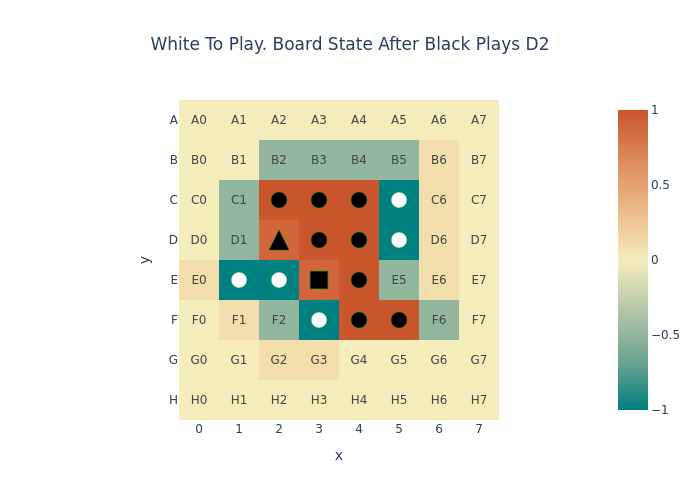 White To Play. Board State After Black Plays D2
A A0 A1 A2 A3 A4 A5 A6 A7
B B0 B1 B2 B3 B4 B5 B6 B7
C C0 C1 C6 C7
D D0 D1 D6 D7
E E0 E5 E6 E7
F F0 F1 F2 F6 F7
G G0 G1 G2 G3 G4 G5 G6 G7
H H0 H1 H2 H3 H4 H5 H6 H7
0 1 2 3 4 5 6 7
x
y
1
0.5
0
−0.5
−1